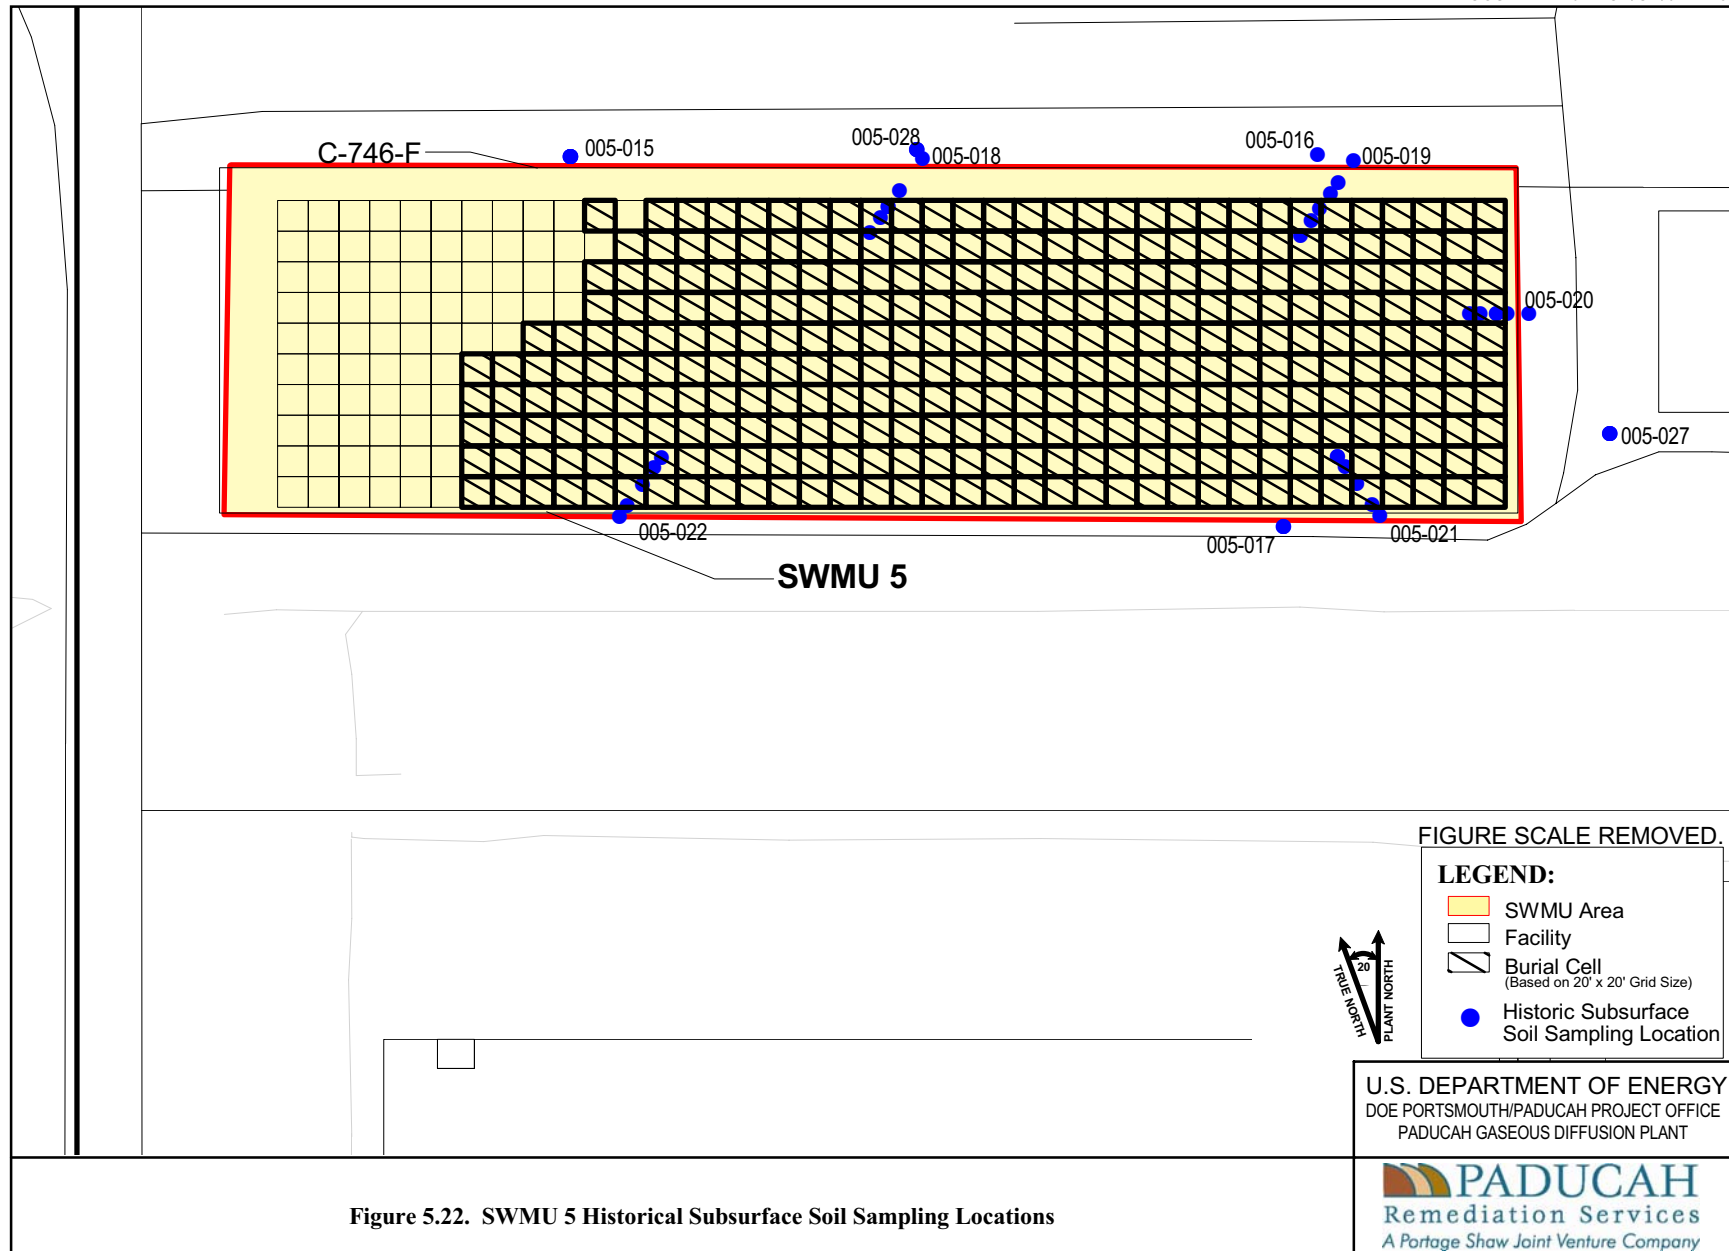 C-746-F
005-015
005-028
005-018
005-016
005-019
005-020
005-027
005-022
005-017
005-021
SWMU 5
FIGURE SCALE REMOVED.
LEGEND:
SWMU Area
Facility
Burial Cell
(Based on 20' x 20' Grid Size)
Historic Subsurface
Soil Sampling Location
20
TRUE NORTH
PLANT NORTH
U.S. DEPARTMENT OF ENERGY
DOE PORTSMOUTH/PADUCAH PROJECT OFFICE
PADUCAH GASEOUS DIFFUSION PLANT
PADUCAH
Remediation Services
A Portage Shaw Joint Venture Company
Figure 5.22. SWMU 5 Historical Subsurface Soil Sampling Locations